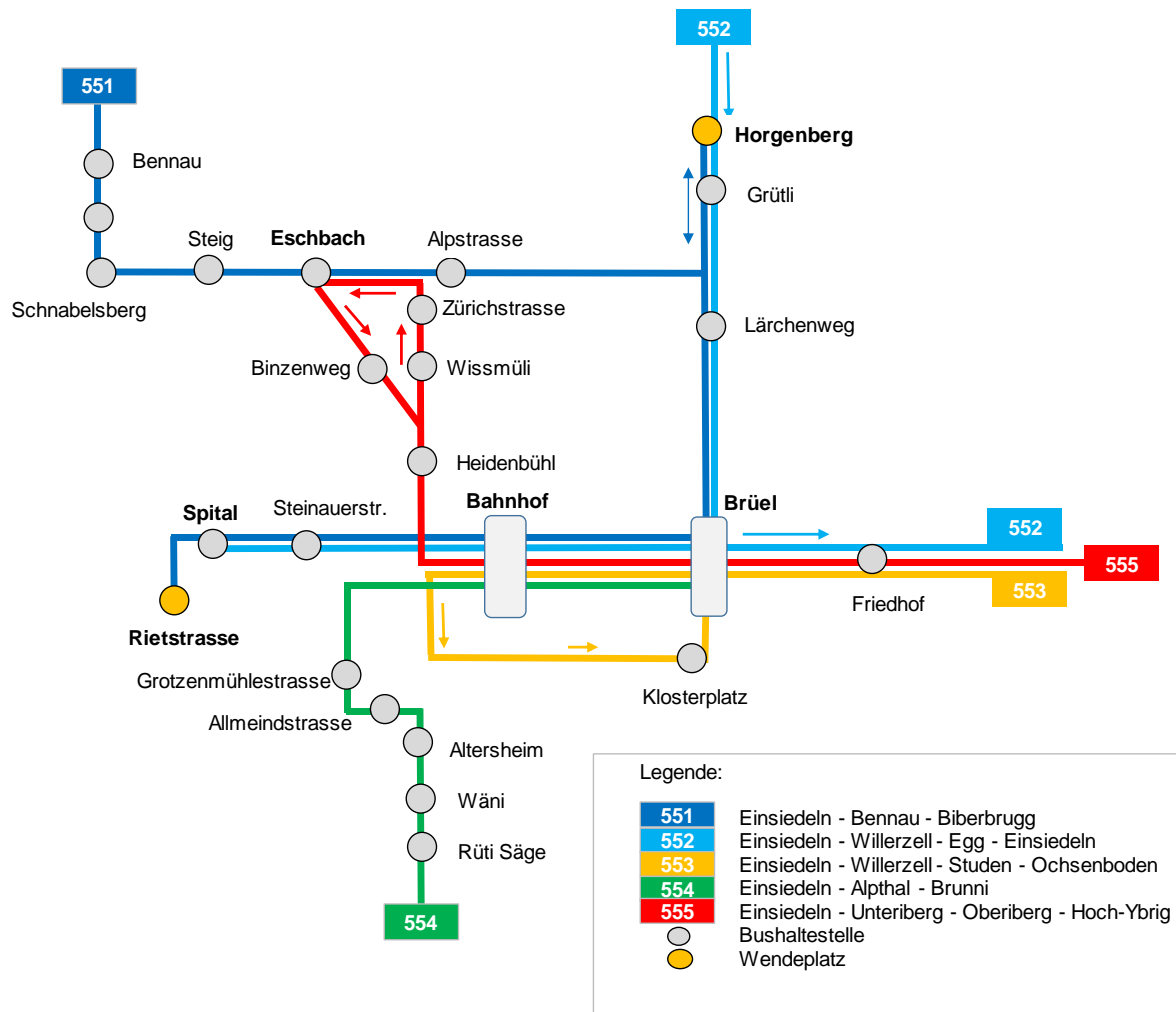 552
551
Horgenberg
Bennau
Grütli
Steig
Eschbach
Alpstrasse
Schnabelsberg
Zürichstrasse
Lärchenweg
Binzenweg
Wissmüli
Heidenbühl
Bahnhof
Brüel
Spital
Steinauerstr.
552
555
553
Friedhof
Rietstrasse
Grotzenmühlestrasse
Klosterplatz
Allmeindstrasse
Altersheim
Wäni
Rüti Säge
554
Legende:
551 Einsiedeln - Bennau - Biberbrugg
552 Einsiedeln - Willerzell - Egg - Einsiedeln
553 Einsiedeln - Willerzell - Studen - Ochsenboden
554 Einsiedeln - Alpthal - Brunni
555 Einsiedeln - Unteriberg - Oberiberg - Hoch-Ybrig
Bushaltestelle
Wendeplatz